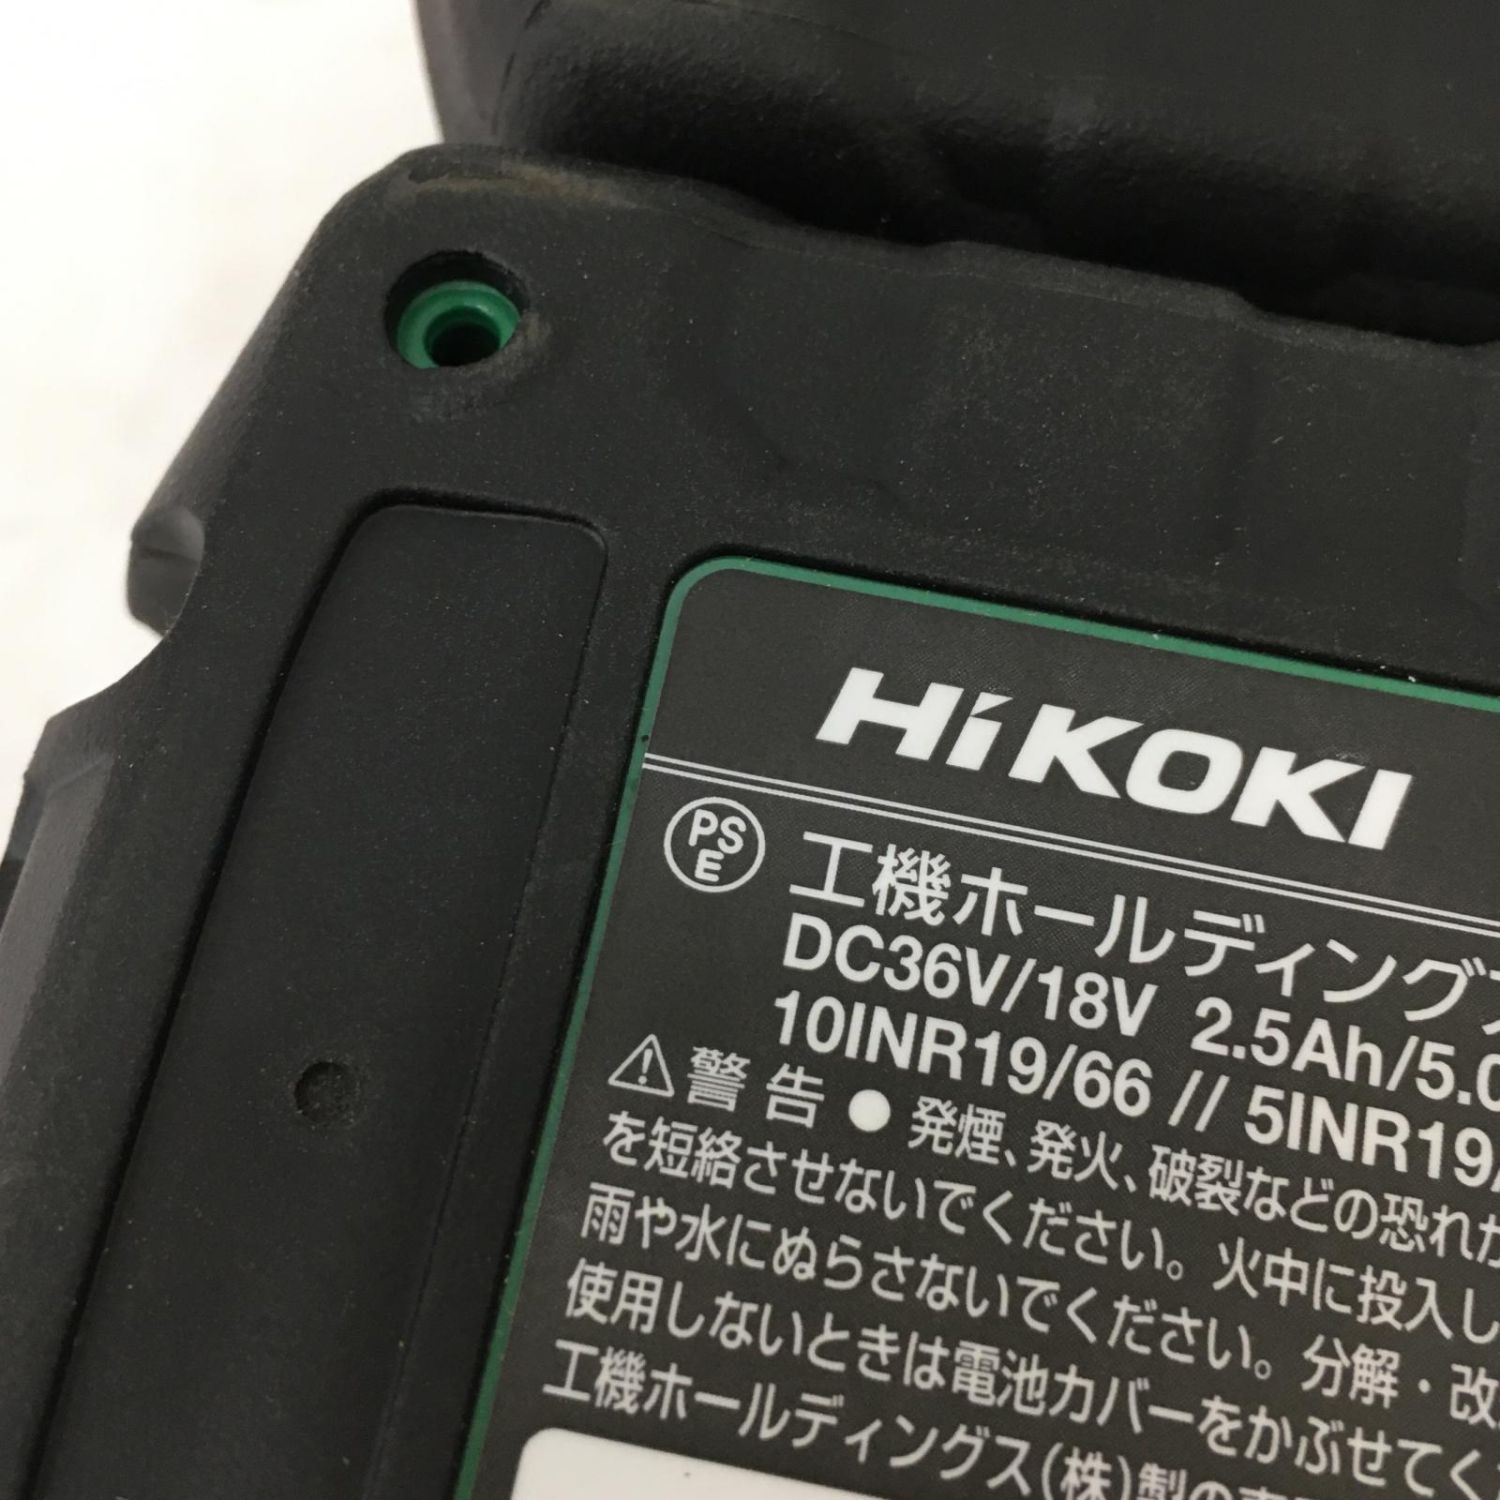 HiKOKI
PSE
工機ホールディング
DC36V/18V 2.5Ah/5.0
10INR19/66 // 5INR19/
警告 ● 発煙、発火、破裂などの恐れが
を短絡させないでください。火中に投入し
雨や水にぬらさないでください。分解・改
使用しないときは電池カバーをかぶせてく
工機ホールディングス(株)製の